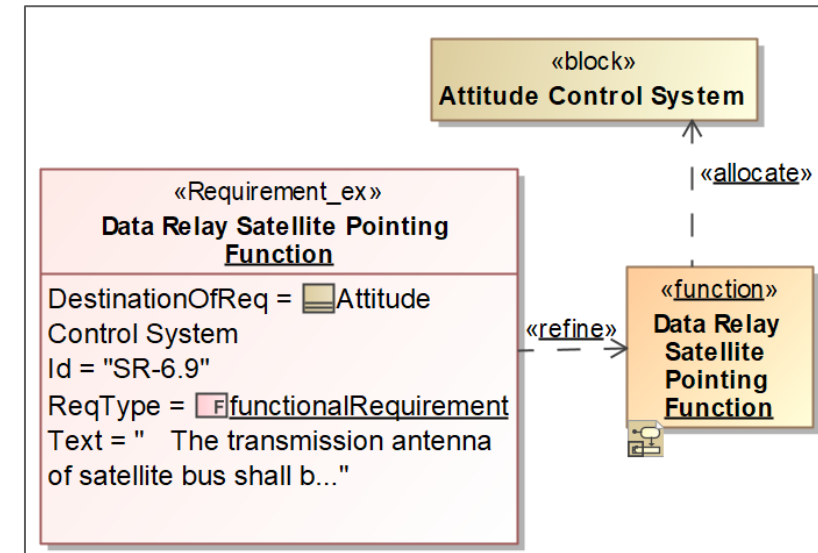 «block»
Attitude Control System
«allocate»
«Requirement_ex»
Data Relay Satellite Pointing
Function
DestinationOfReq = Attitude
Control System
Id = "SR-6.9"
ReqType = F functionalRequirement
Text = "   The transmission antenna
of satellite bus shall b..."
«refine»
«function»
Data Relay
Satellite
Pointing
Function